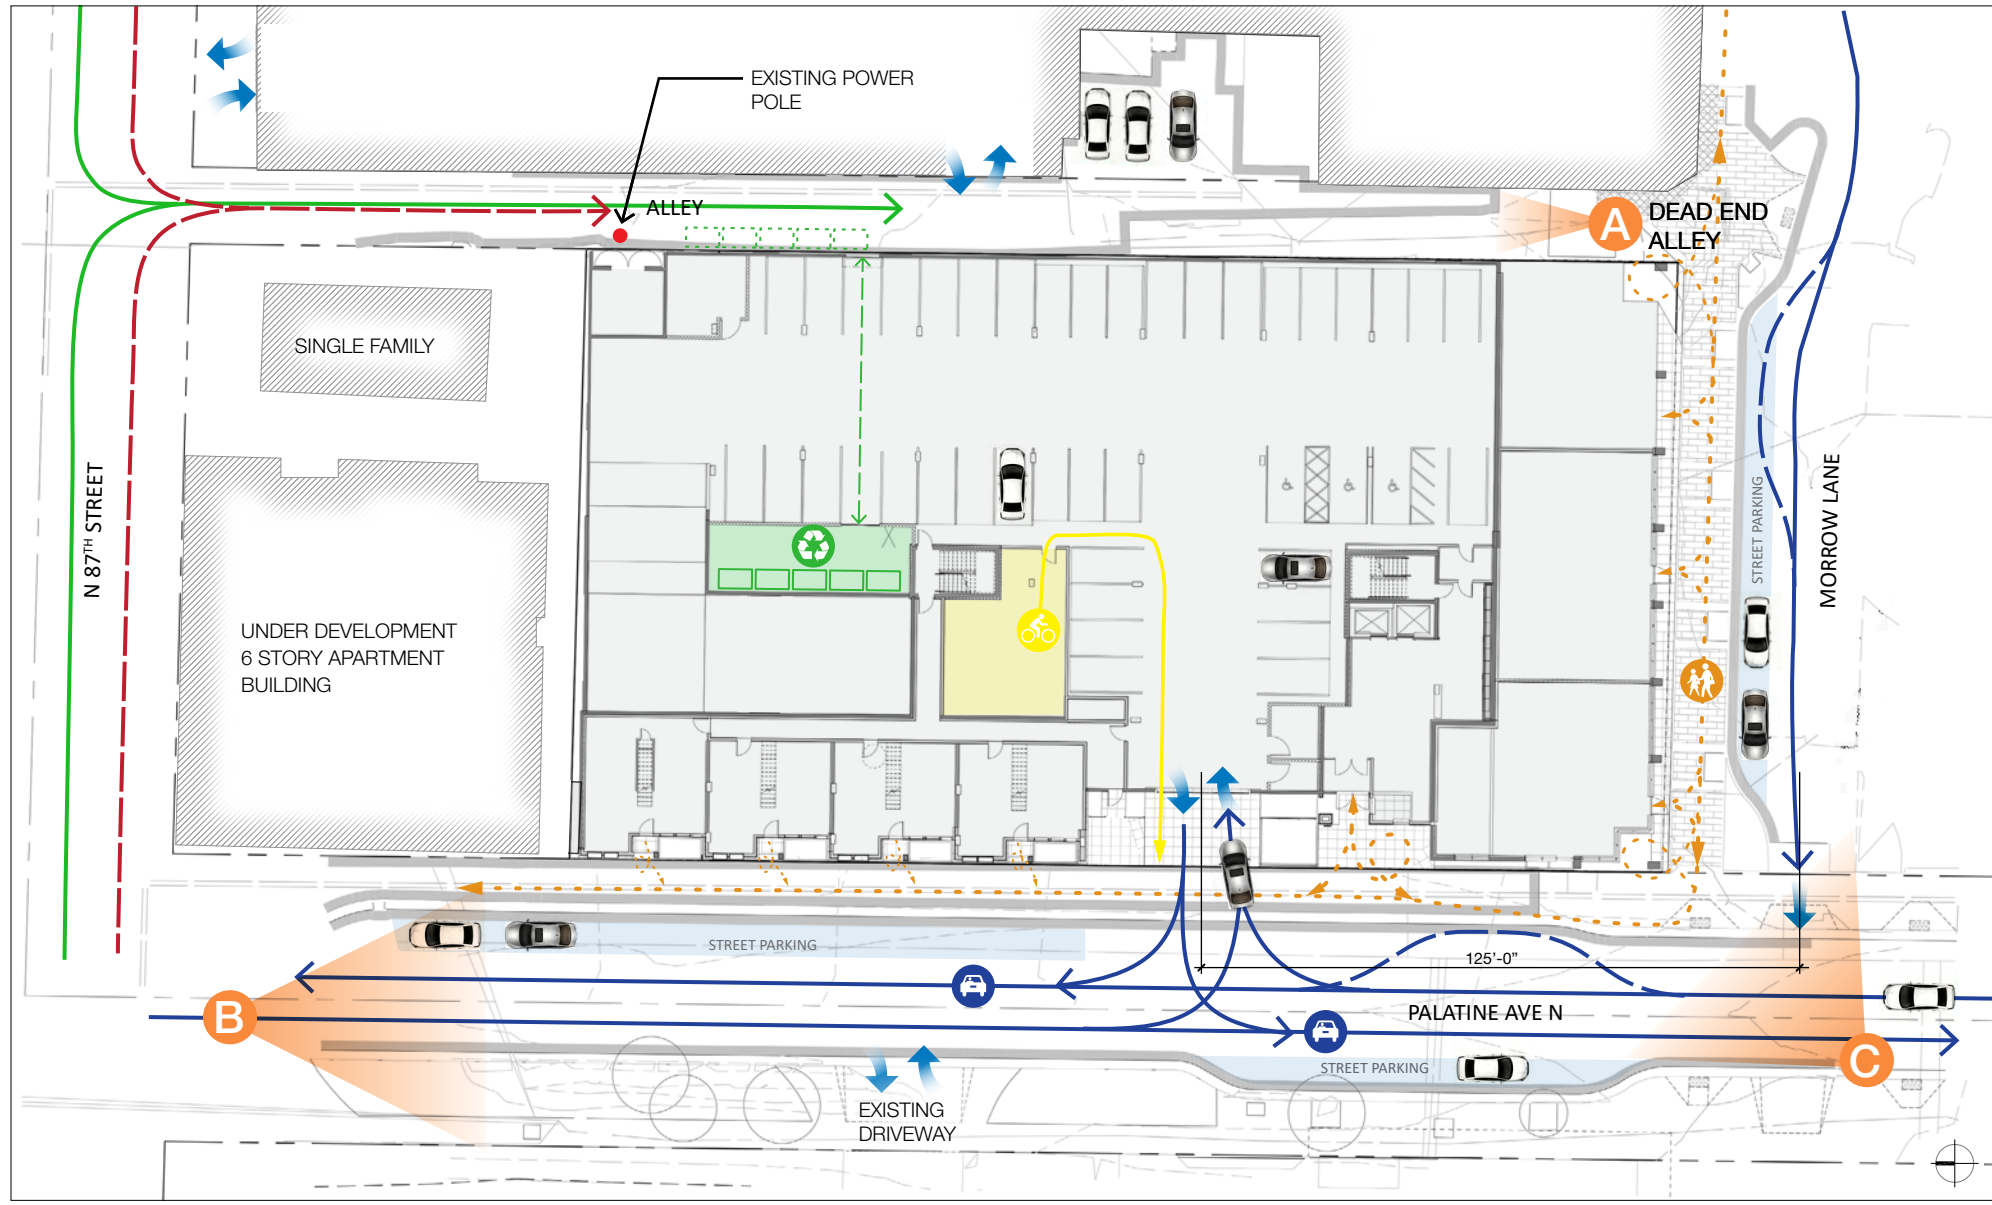 EXISTING POWER
POLE
ALLEY
A
DEAD END
ALLEY
SINGLE FAMILY
N 87TH STREET
UNDER DEVELOPMENT
6 STORY APARTMENT
BUILDING
STREET PARKING
MORROW LANE
STREET PARKING
125'-0"
B
PALATINE AVE N
C
STREET PARKING
EXISTING
DRIVEWAY